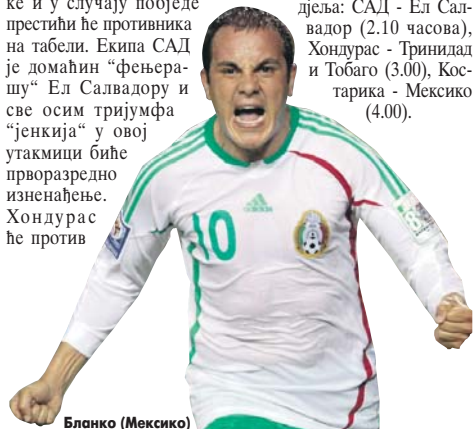 ке и у случају побједе
престићи ће противника
на табели. Екипа САД
је домаћин “фењера-
шу” Ел Салвадору и
све осим тријумфа
“јенкија” у овој
утакмици биће
прворазредно
изненађење.
Хондурас
ће против
дјеља: САД - Ел Сал-
вадор (2.10 часова),
Хондурас - Тринидад
и Тобаго (3.00), Кос-
тарика - Мексико
(4.00).
adidas
10
Бланко (Мексико)